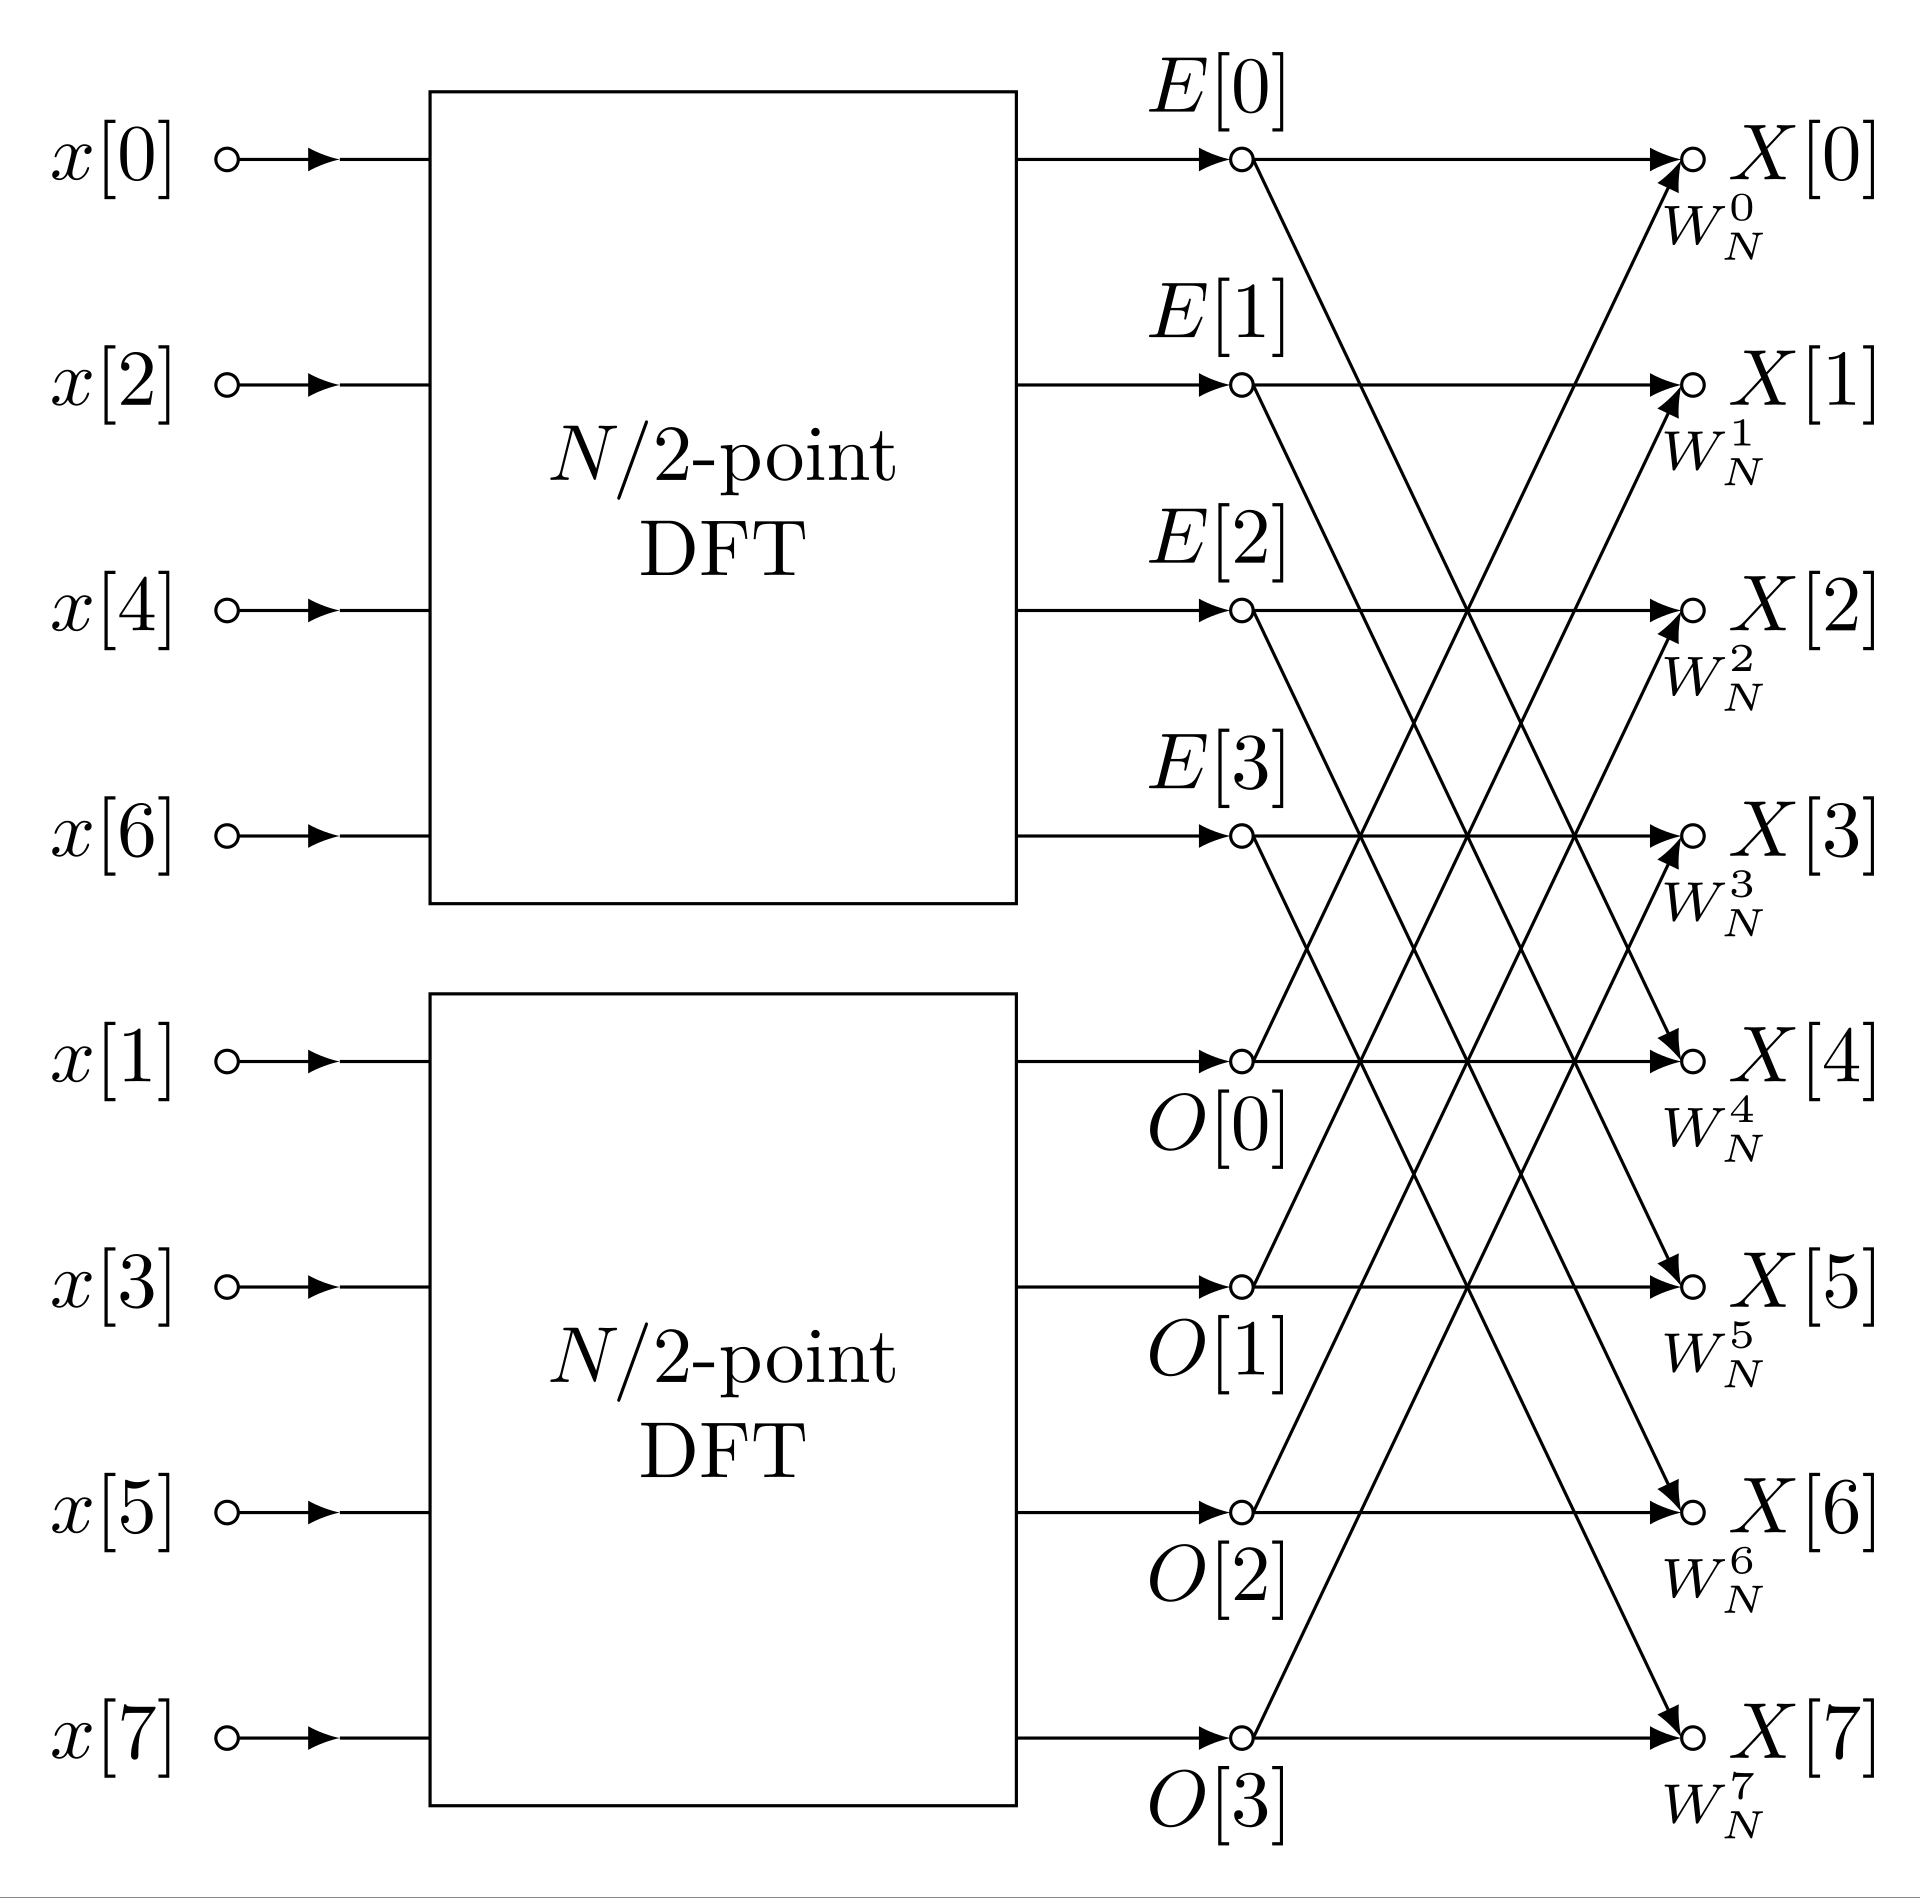 x[0]
x[2]
x[4]
x[6]
x[1]
x[3]
x[5]
x[7]
N/2-point
DFT
N/2-point
DFT
E[0]
E[1]
E[2]
E[3]
O[0]
O[1]
O[2]
O[3]
X[0]
W_N^0
X[1]
W_N^1
X[2]
W_N^2
X[3]
W_N^3
X[4]
W_N^4
X[5]
W_N^5
X[6]
W_N^6
X[7]
W_N^7